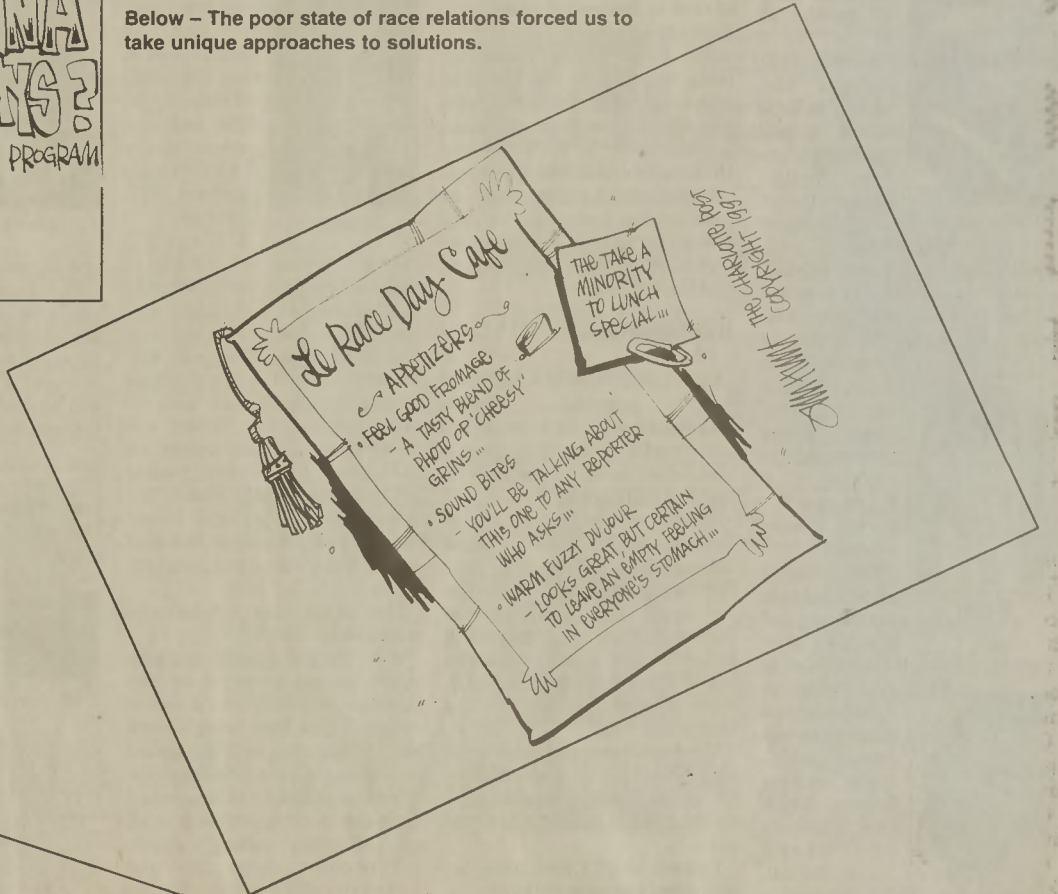 NA
NS?
PROGRAM
Below – The poor state of race relations forced us to
take unique approaches to solutions.
Le Race Day Cafe
APPETIZERS
• FEEL GOOD FROMAGE
- A TASTY BLEND OF
PHOTO OP 'CHEESY'
GRINS...
• SOUND BITES
- YOU'LL BE TALKING ABOUT
THIS ONE TO ANY REPORTER
WHO ASKS...
• WARM FUZZY DU JOUR
- LOOKS GREAT, BUT CERTAIN
TO LEAVE AN EMPTY FEELING
IN EVERYONE'S STOMACH...
THE TAKE A
MINORITY
TO LUNCH
SPECIAL...
THE CHARLOTTE POST
COPYRIGHT 1997